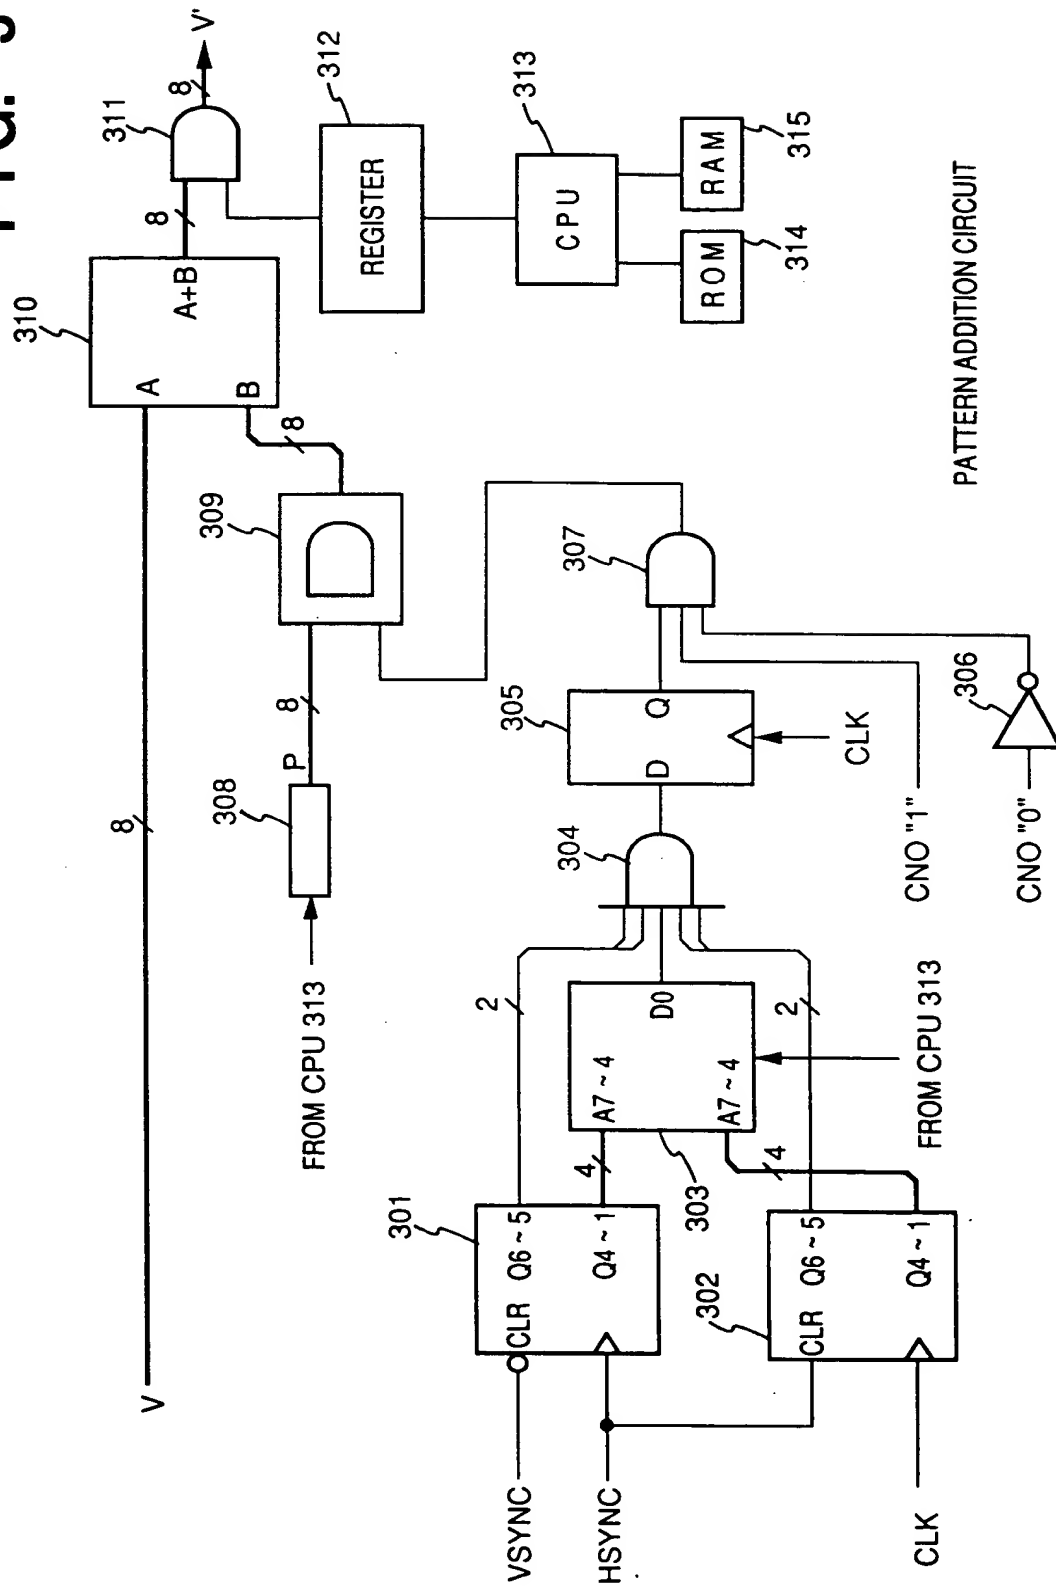 FIG.
V
8
310
A
B
A+B
8
311
8
V'
FROM CPU 313
308
P
8
309
8
REGISTER
312
CPU
313
ROM
314
RAM
315
VSYNC
HSYNC
CLK
301
CLR
Q6~5
Q4~1
2
4
302
CLR
Q6~5
Q4~1
2
4
303
A7~4
A7~4
D0
FROM CPU 313
304
305
D
Q
CLK
307
CNO "1"
CNO "0"
306
PATTERN ADDITION CIRCUIT